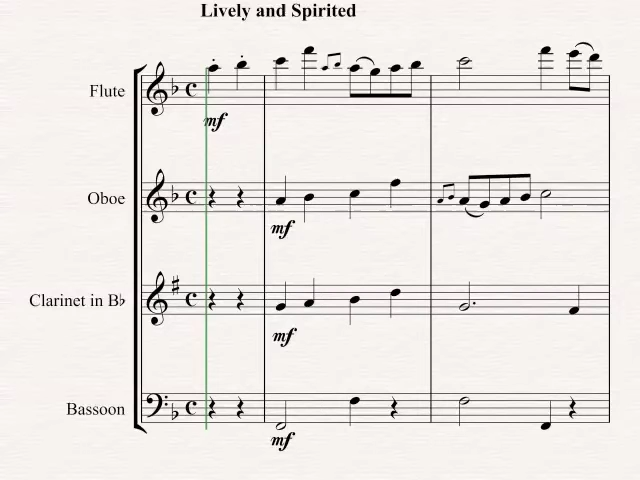 Lively and Spirited
Flute
mf
Oboe
mf
Clarinet in B♭
mf
Bassoon
mf